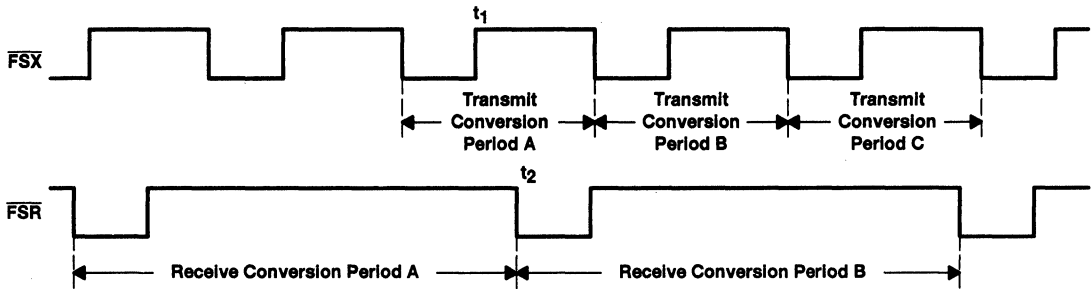 t1
FSX
Transmit
Conversion
Period A
Transmit
Conversion
Period B
Transmit
Conversion
Period C
t2
FSR
Receive Conversion Period A
Receive Conversion Period B